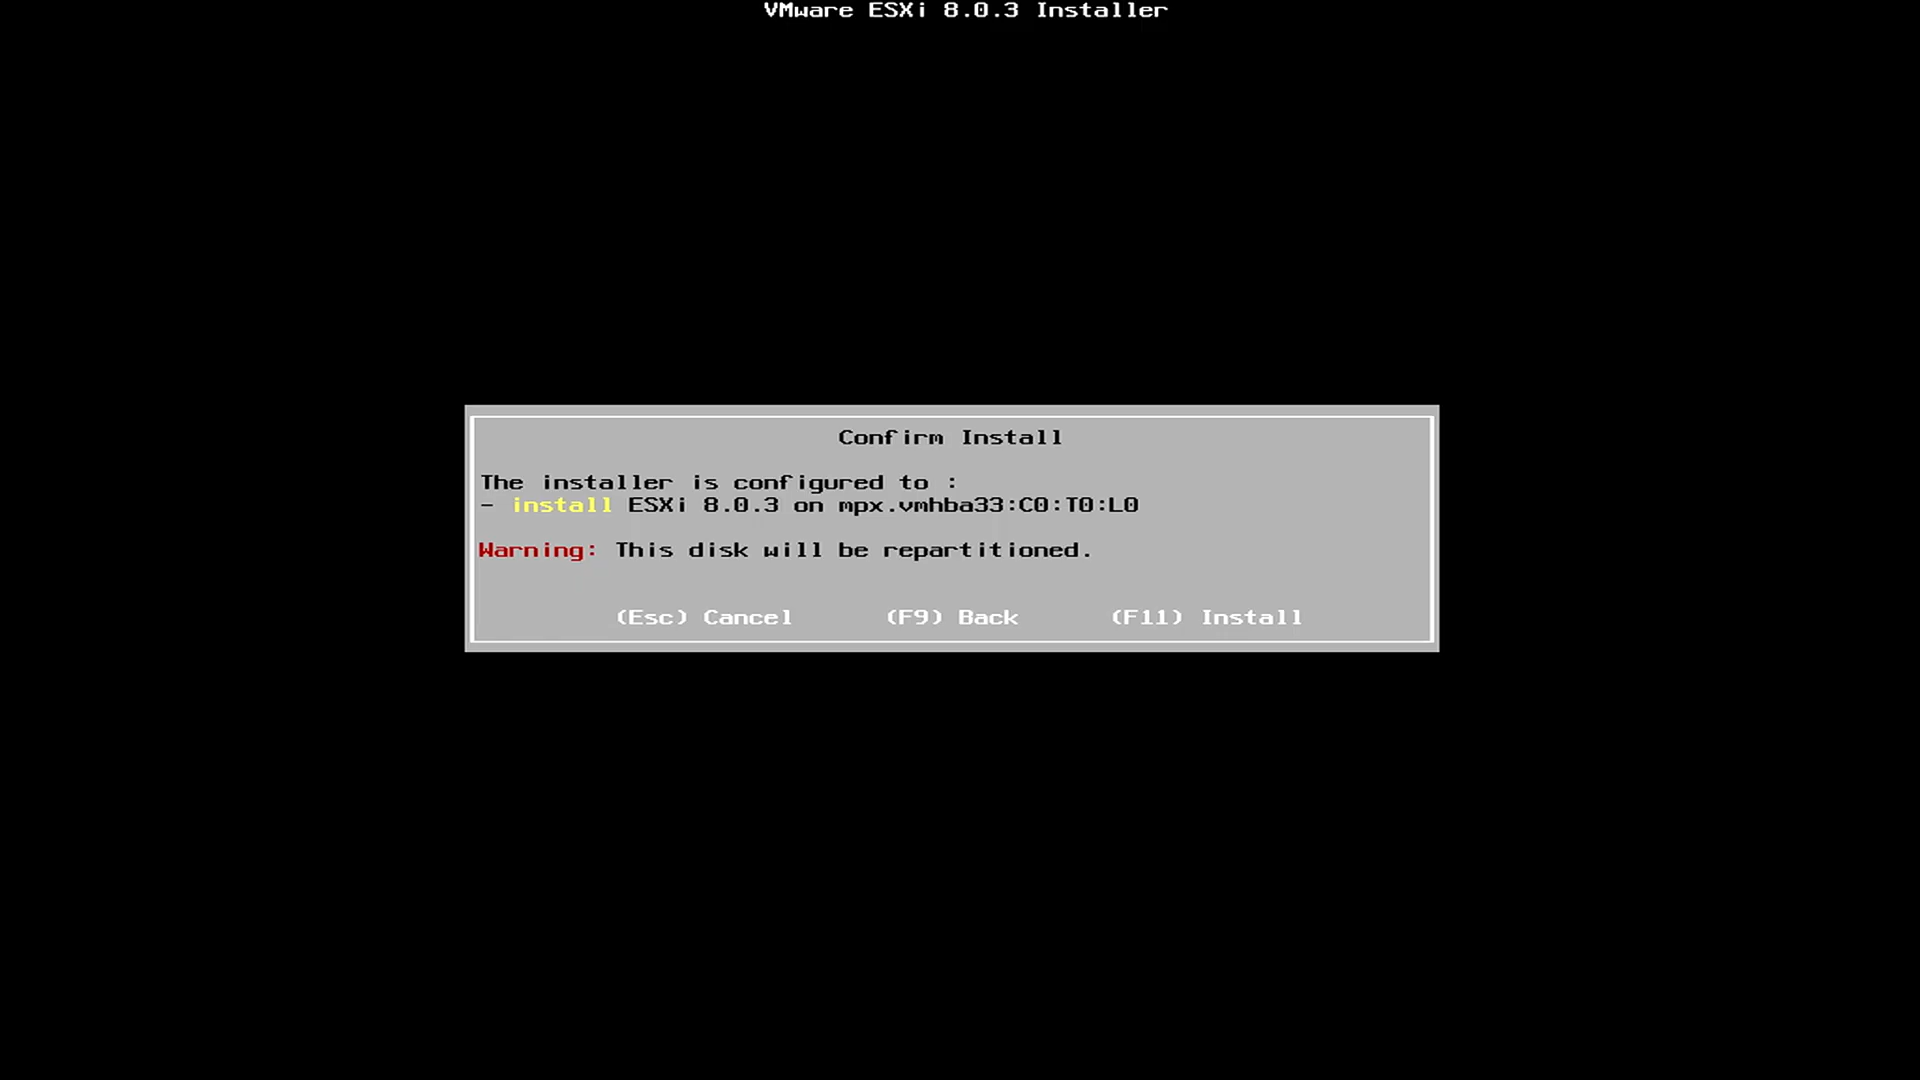 VMware ESXi 8.0.3 Installer
Confirm Install
The installer is configured to :
- install ESXi 8.0.3 on mpx.vmhba33:C0:T0:L0
Warning: This disk will be repartitioned.
(Esc) Cancel (F9) Back (F11) Install